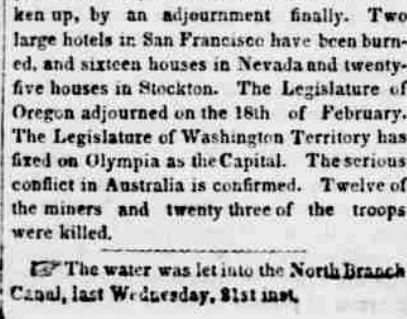 ken up, by an adjournment finally. Two
large hotels in San Francisco have been burn-
ed, and sixteen houses in Nevada and twenty-
five houses in Stockton. The Legislature of
Oregon adjourned on the 18th of February.
The Legislature of Washington Territory has
fixed on Olympia as the Capital. The serious
conflict in Australia is confirmed. Twelve of
the miners and twenty three of the troops
were killed.
☞ The water was let into the North Branch
Canal, last Wednesday, 21st inst.